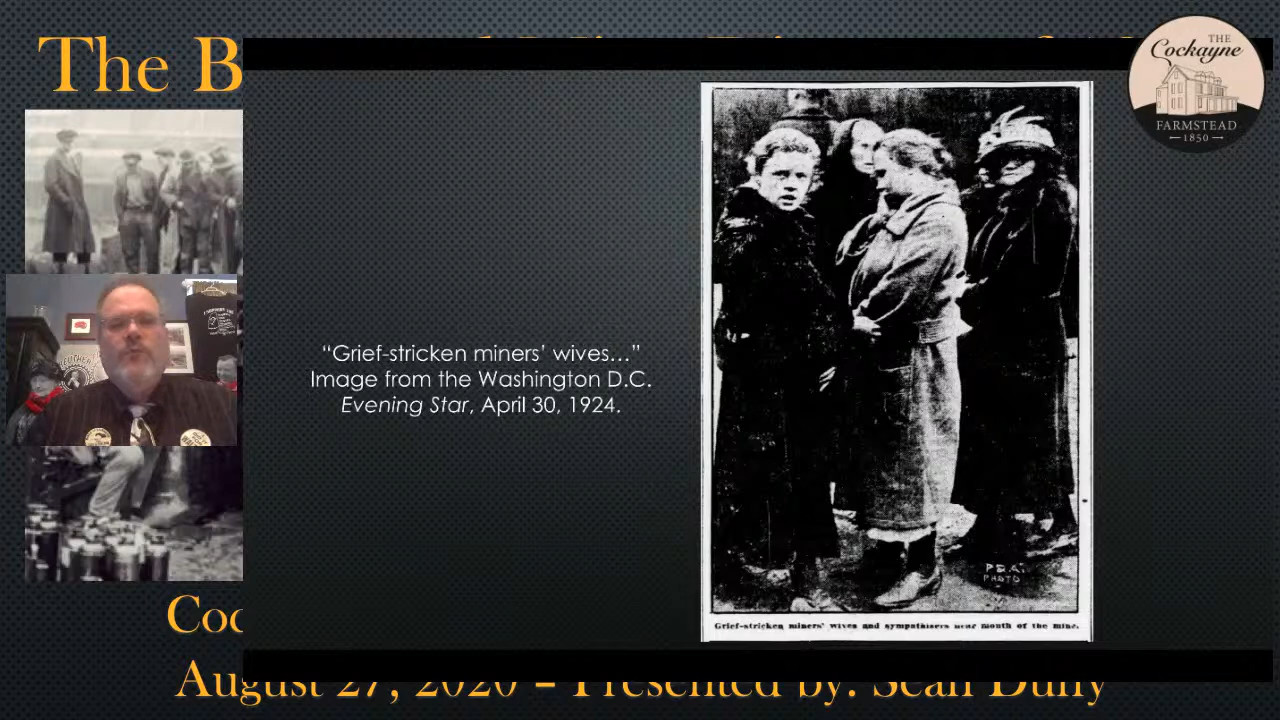 The B
THE
Cockayne
FARMSTEAD
1850
“Grief-stricken miners’ wives…”
Image from the Washington D.C.
Evening Star, April 30, 1924.
P&A.
PHOTO
Grief-stricken miners' wives and sympathisers near mouth of the mine.
Coc
August 27, 2020 – Presented by: Sean Duffy